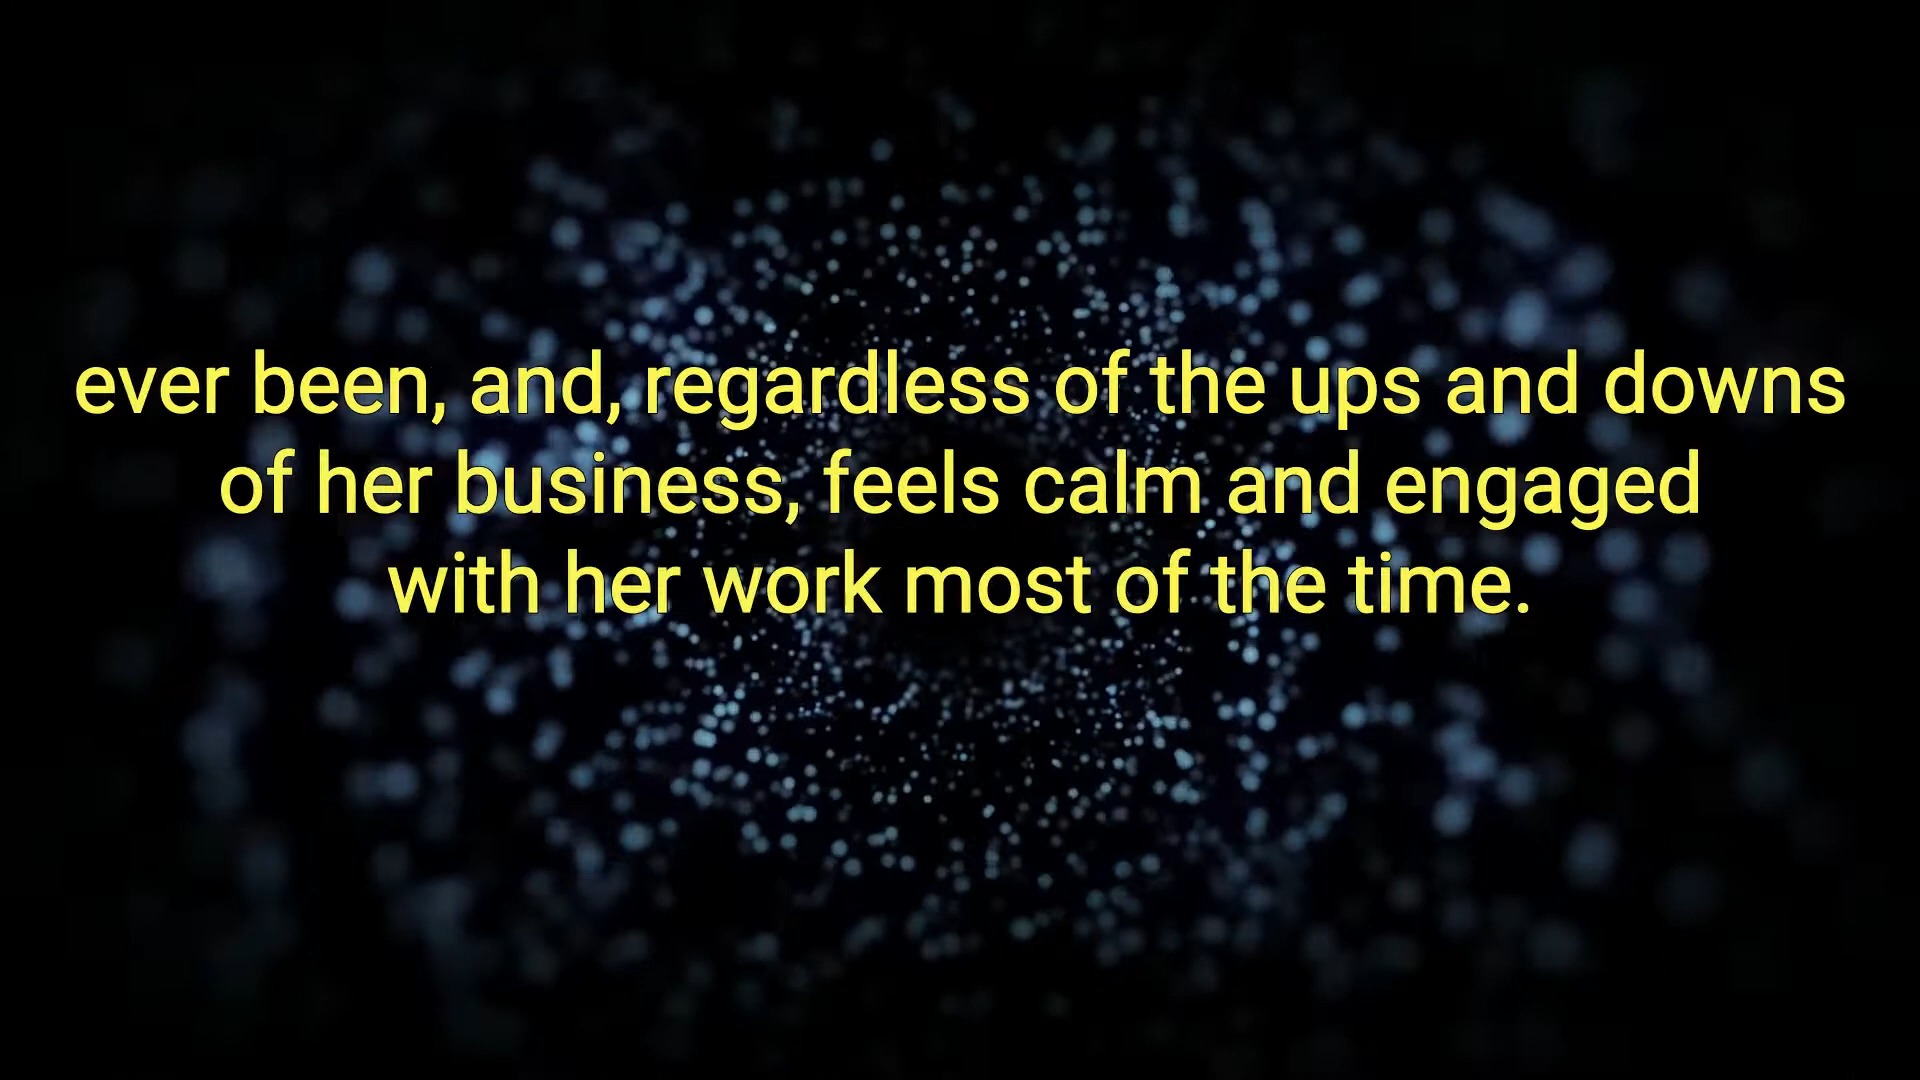 ever been, and, regardless of the ups and downs
of her business, feels calm and engaged
with her work most of the time.